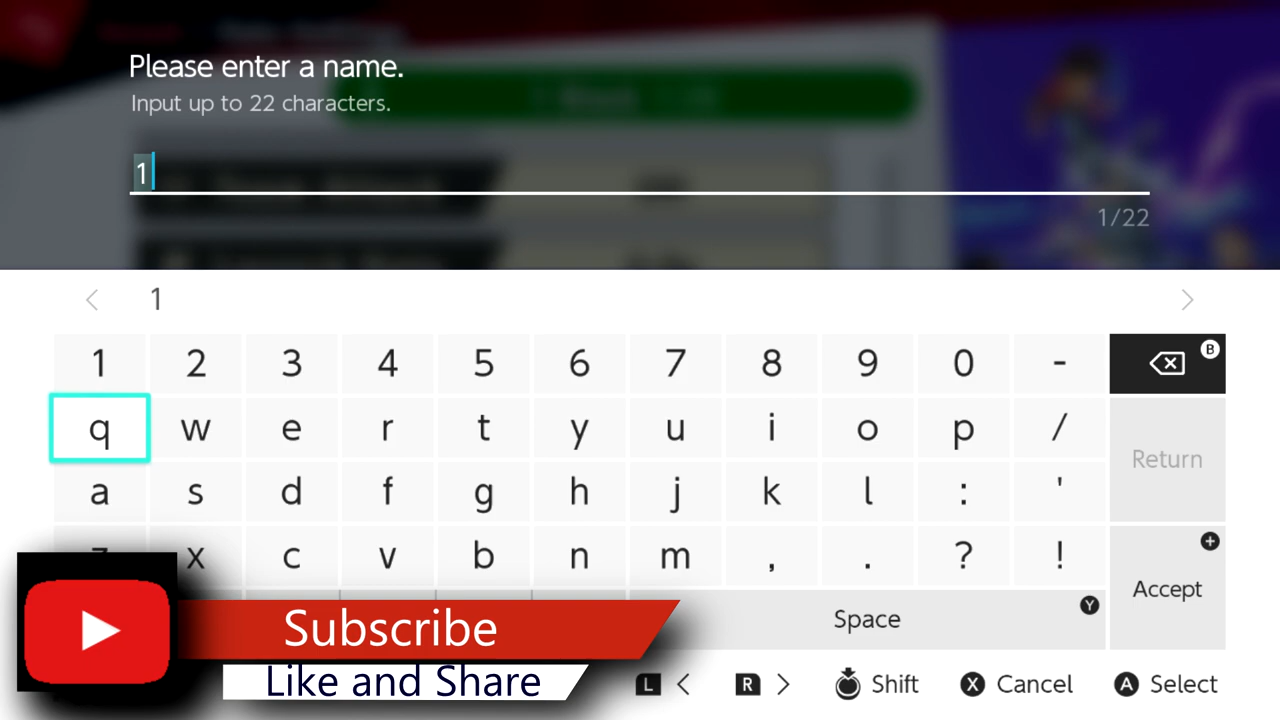 Please enter a name.
Input up to 22 characters.
1
1/22
1
1 2 3 4 5 6 7 8 9 0 -
B
q w e r t y u i o p /
Return
a s d f g h j k l : '
x c v b n m , . ? !
+
Accept
Space Y
Subscribe
Like and Share
L < R > Shift X Cancel A Select